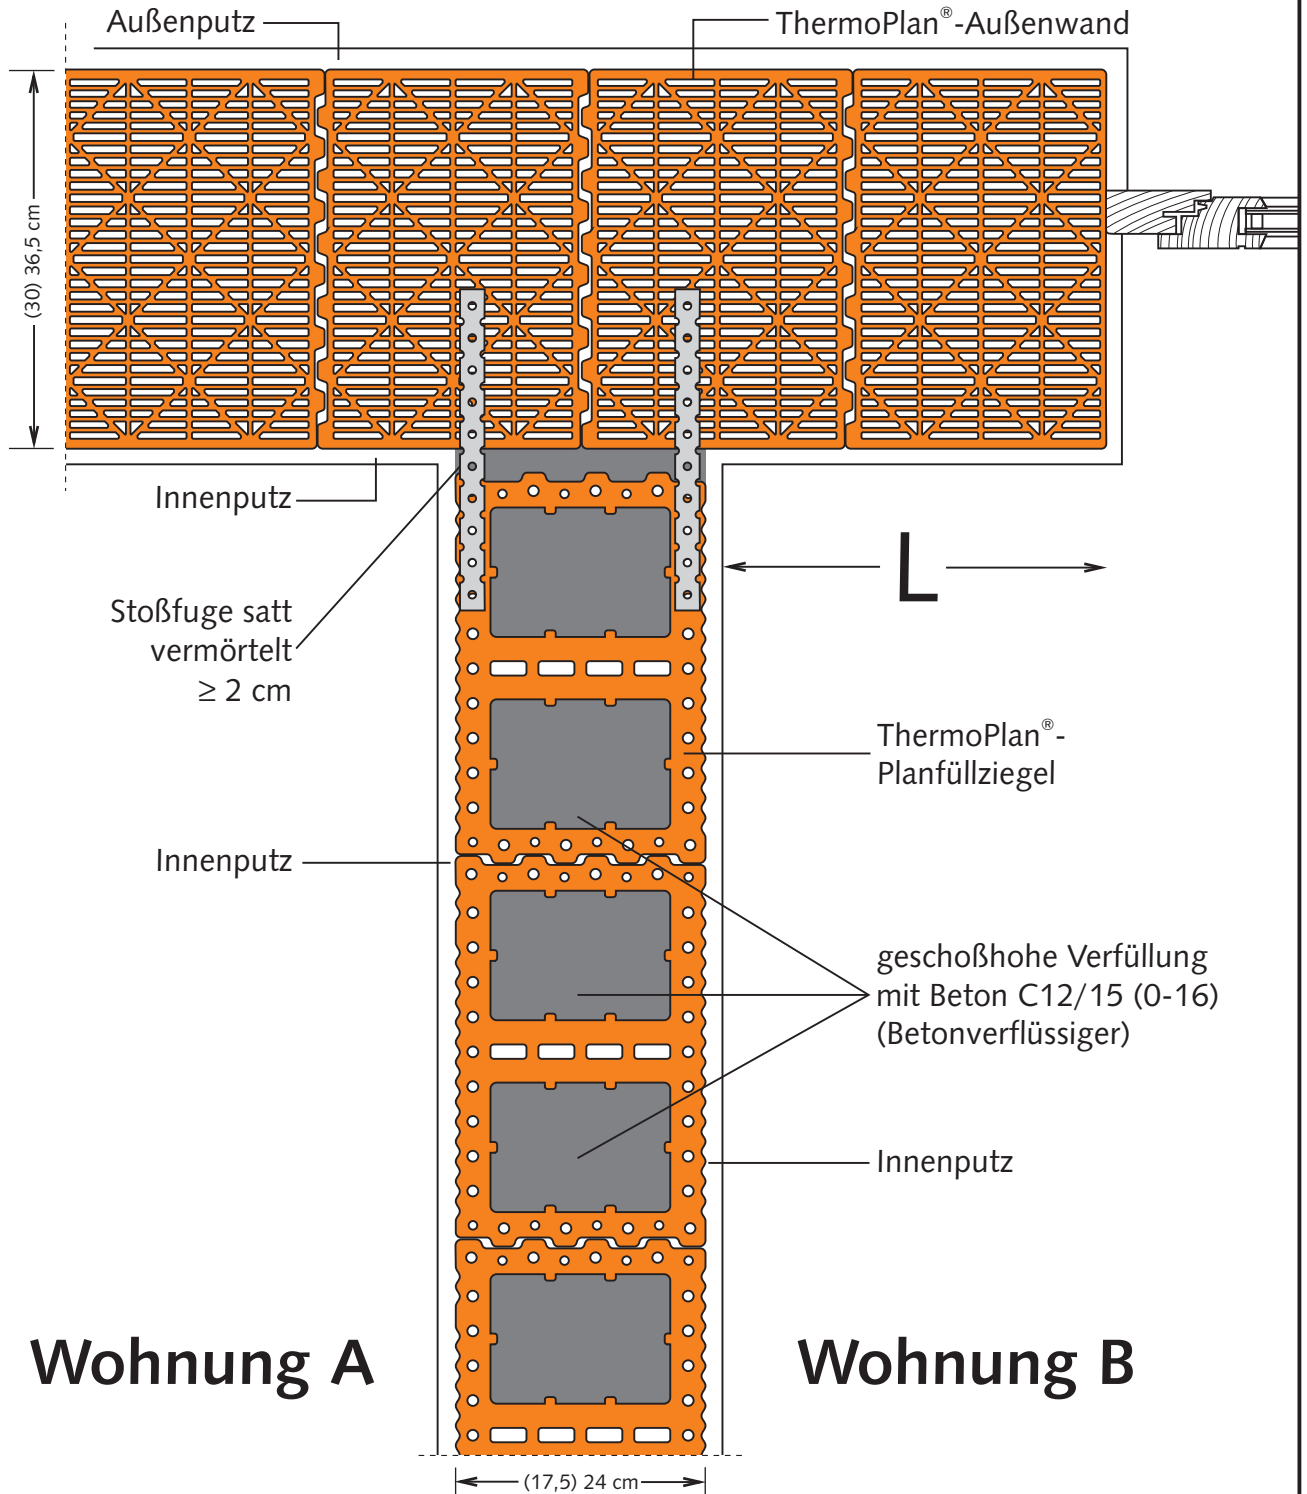 Außenputz
ThermoPlan®-Außenwand
(30) 36,5 cm
Innenputz
L
Stoßfuge satt
vermörtelt
≥ 2 cm
ThermoPlan®-
Planfüllziegel
Innenputz
geschoßhohe Verfüllung
mit Beton C12/15 (0-16)
(Betonverflüssiger)
Innenputz
Wohnung A
Wohnung B
(17,5) 24 cm